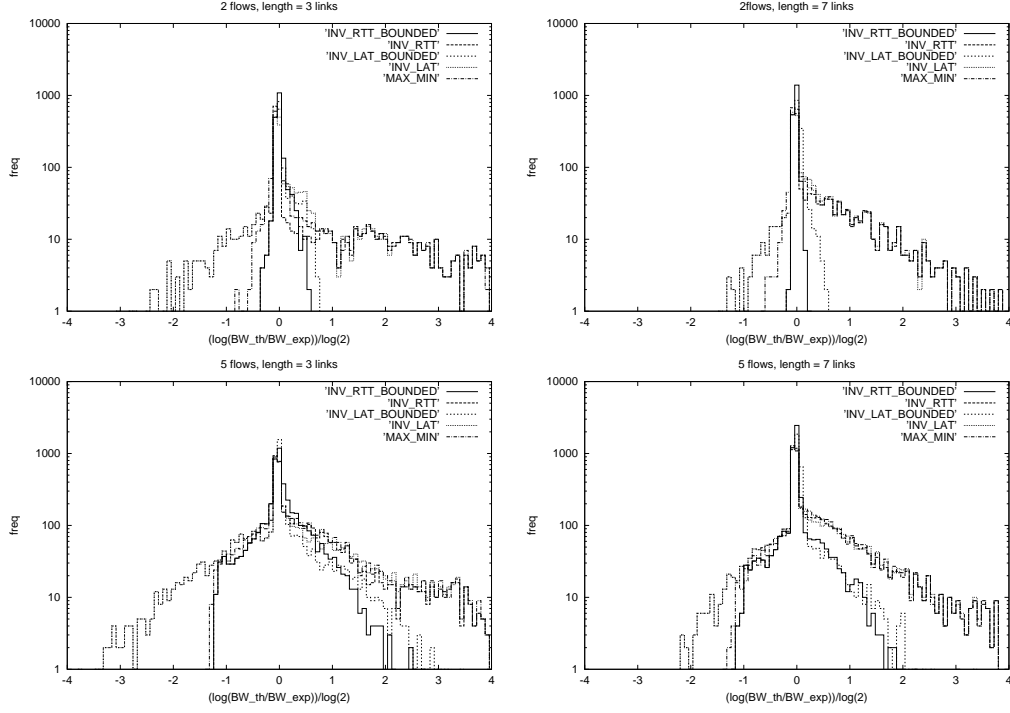 2 flows, length = 3 links
10000
1000
100
10
1
freq
-4 -3 -2 -1 0 1 2 3 4
(log(BW_th/BW_exp))/log(2)
'INV_RTT_BOUNDED'
'INV_RTT'
'INV_LAT_BOUNDED'
'INV_LAT'
'MAX_MIN'
2flows, length = 7 links
10000
1000
100
10
1
freq
-4 -3 -2 -1 0 1 2 3 4
(log(BW_th/BW_exp))/log(2)
'INV_RTT_BOUNDED'
'INV_RTT'
'INV_LAT_BOUNDED'
'INV_LAT'
'MAX_MIN'
5 flows, length = 3 links
10000
1000
100
10
1
freq
-4 -3 -2 -1 0 1 2 3 4
(log(BW_th/BW_exp))/log(2)
'INV_RTT_BOUNDED'
'INV_RTT'
'INV_LAT_BOUNDED'
'INV_LAT'
'MAX_MIN'
5 flows, length = 7 links
10000
1000
100
10
1
freq
-4 -3 -2 -1 0 1 2 3 4
(log(BW_th/BW_exp))/log(2)
'INV_RTT_BOUNDED'
'INV_RTT'
'INV_LAT_BOUNDED'
'INV_LAT'
'MAX_MIN'